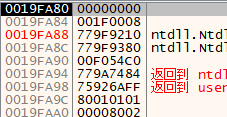 0019FA80 00000000
0019FA84 001F0008
0019FA88 779F9210 ntdll.Ntd
0019FA8C 779F9380 ntdll.Ntd
0019FA90 00F054C0
0019FA94 779A7484 返回到 ntdl
0019FA98 75926AFF 返回到 user
0019FA9C 80010101
0019FAA0 00008002